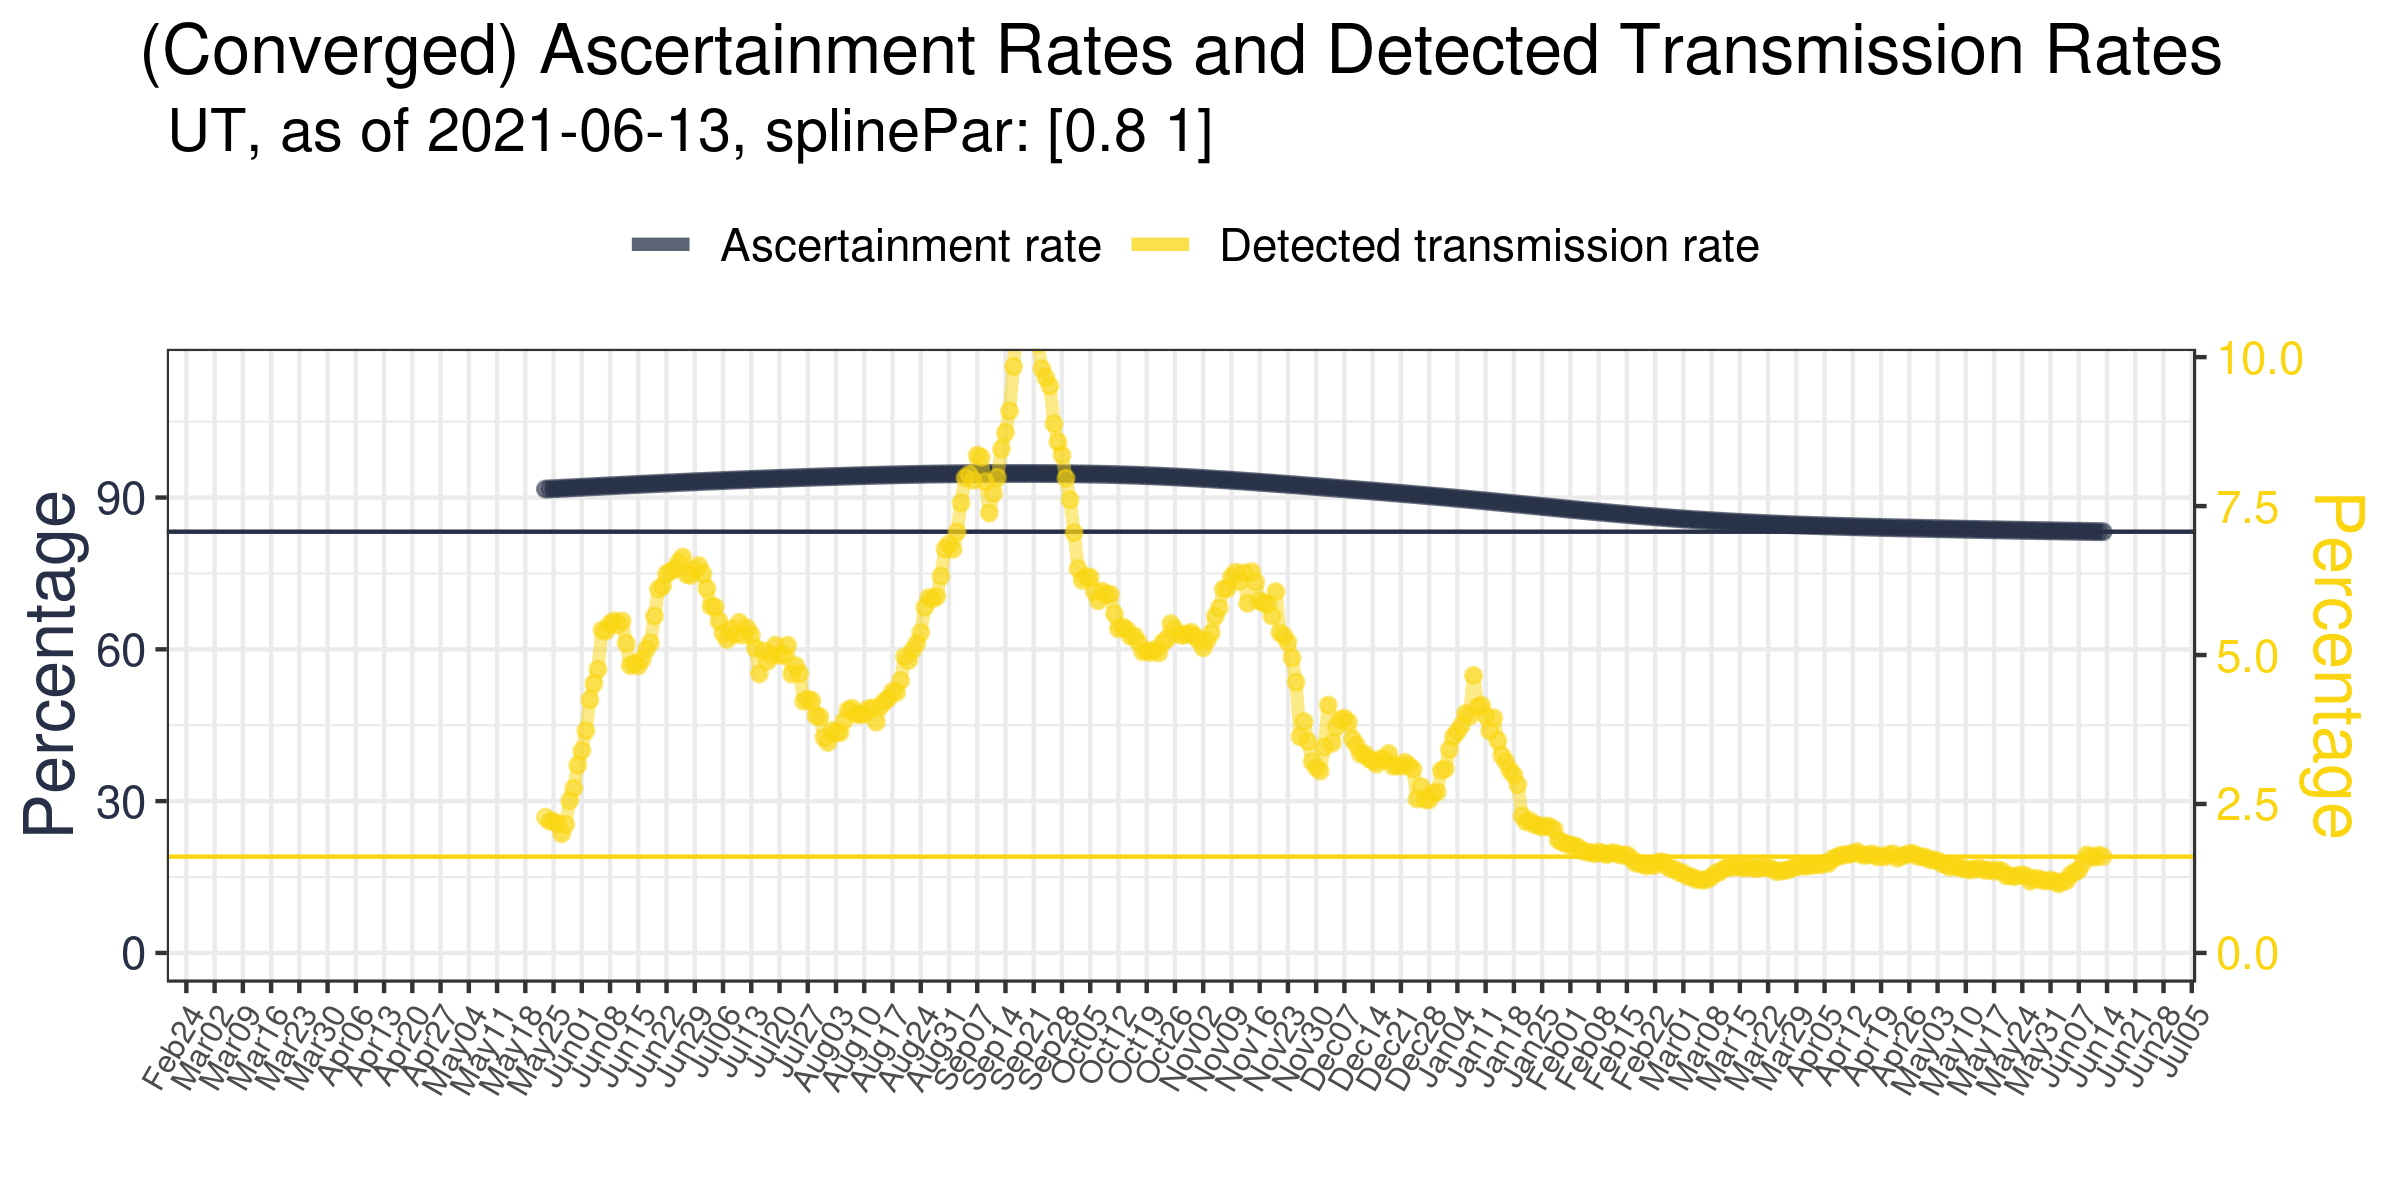 (Converged) Ascertainment Rates and Detected Transmission Rates
UT, as of 2021-06-13, splinePar: [0.8 1]
Ascertainment rate
Detected transmission rate
Percentage
90
60
30
0
10.0
7.5
5.0
2.5
0.0
Percentage
Feb24
Mar02
Mar09
Mar16
Mar23
Mar30
Apr06
Apr13
Apr20
Apr27
May04
May11
May18
May25
Jun01
Jun08
Jun15
Jun22
Jun29
Jul06
Jul13
Jul20
Jul27
Aug03
Aug10
Aug17
Aug24
Aug31
Sep07
Sep14
Sep21
Sep28
Oct05
Oct12
Oct19
Oct26
Nov02
Nov09
Nov16
Nov23
Nov30
Dec07
Dec14
Dec21
Dec28
Jan04
Jan11
Jan18
Jan25
Feb01
Feb08
Feb15
Feb22
Mar01
Mar08
Mar15
Mar22
Mar29
Apr05
Apr12
Apr19
Apr26
May03
May10
May17
May24
May31
Jun07
Jun14
Jun21
Jun28
Jul05